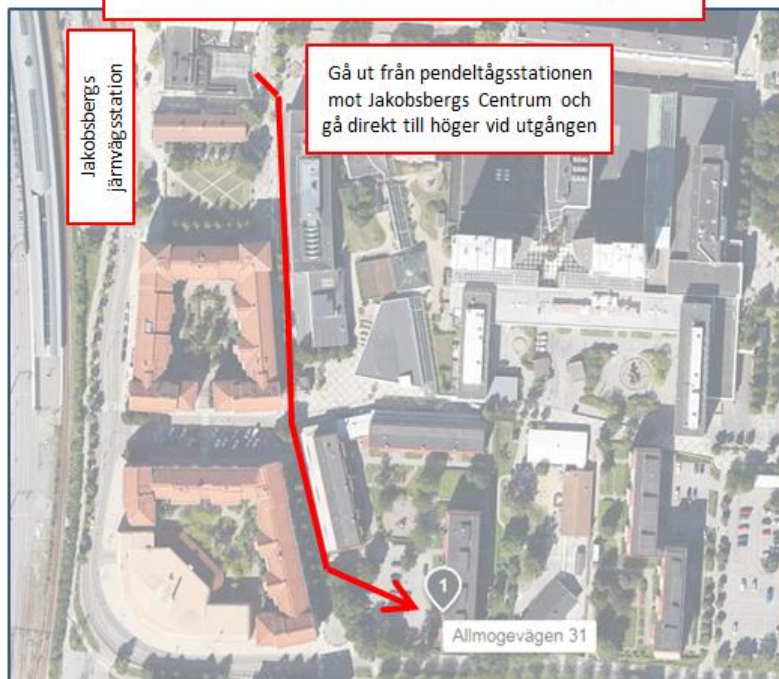 Jakobsbergs
järnvägsstation
Gå ut från pendeltågsstationen
mot Jakobsbergs Centrum och
gå direkt till höger vid utgången
1
Allmogevägen 31